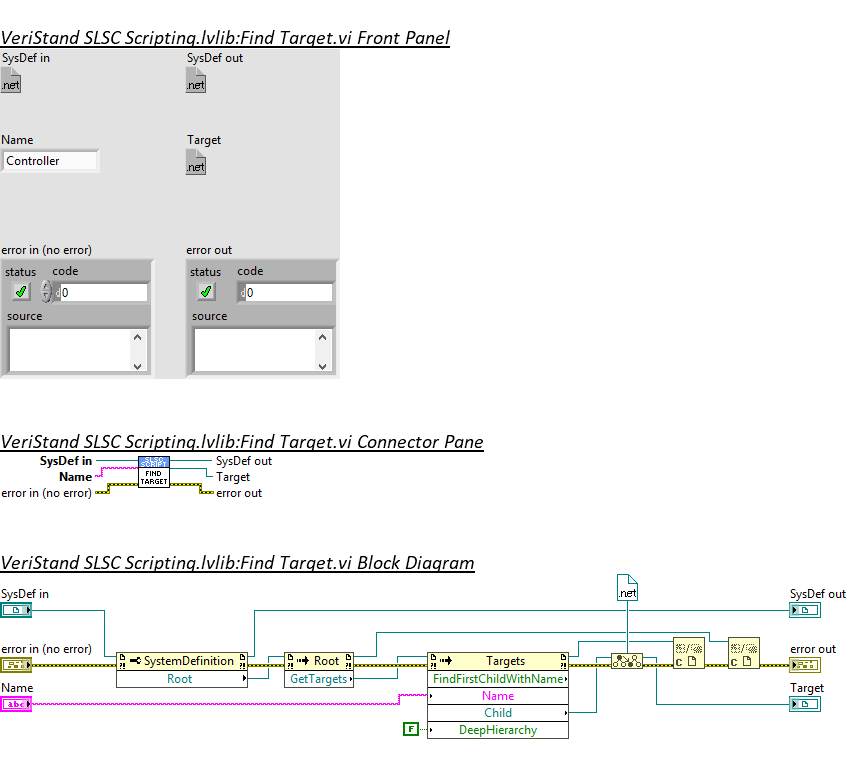 VeriStand SLSC Scripting.lvlib:Find Target.vi Front Panel
SysDef in SysDef out
.net .net
Name Target
Controller .net
error in (no error) error out
status code status code
d0 d0
source source
VeriStand SLSC Scripting.lvlib:Find Target.vi Connector Pane
SysDef in SLSC SysDef out
SCRIPT
Name FIND Target
TARGET
error in (no error) error out
VeriStand SLSC Scripting.lvlib:Find Target.vi Block Diagram
.net
SysDef in SysDef out
error in (no error) error out
SystemDefinition Root Targets
C C
Root GetTargets FindFirstChildWithName
Name Name Target
abc
Child
F DeepHierarchy